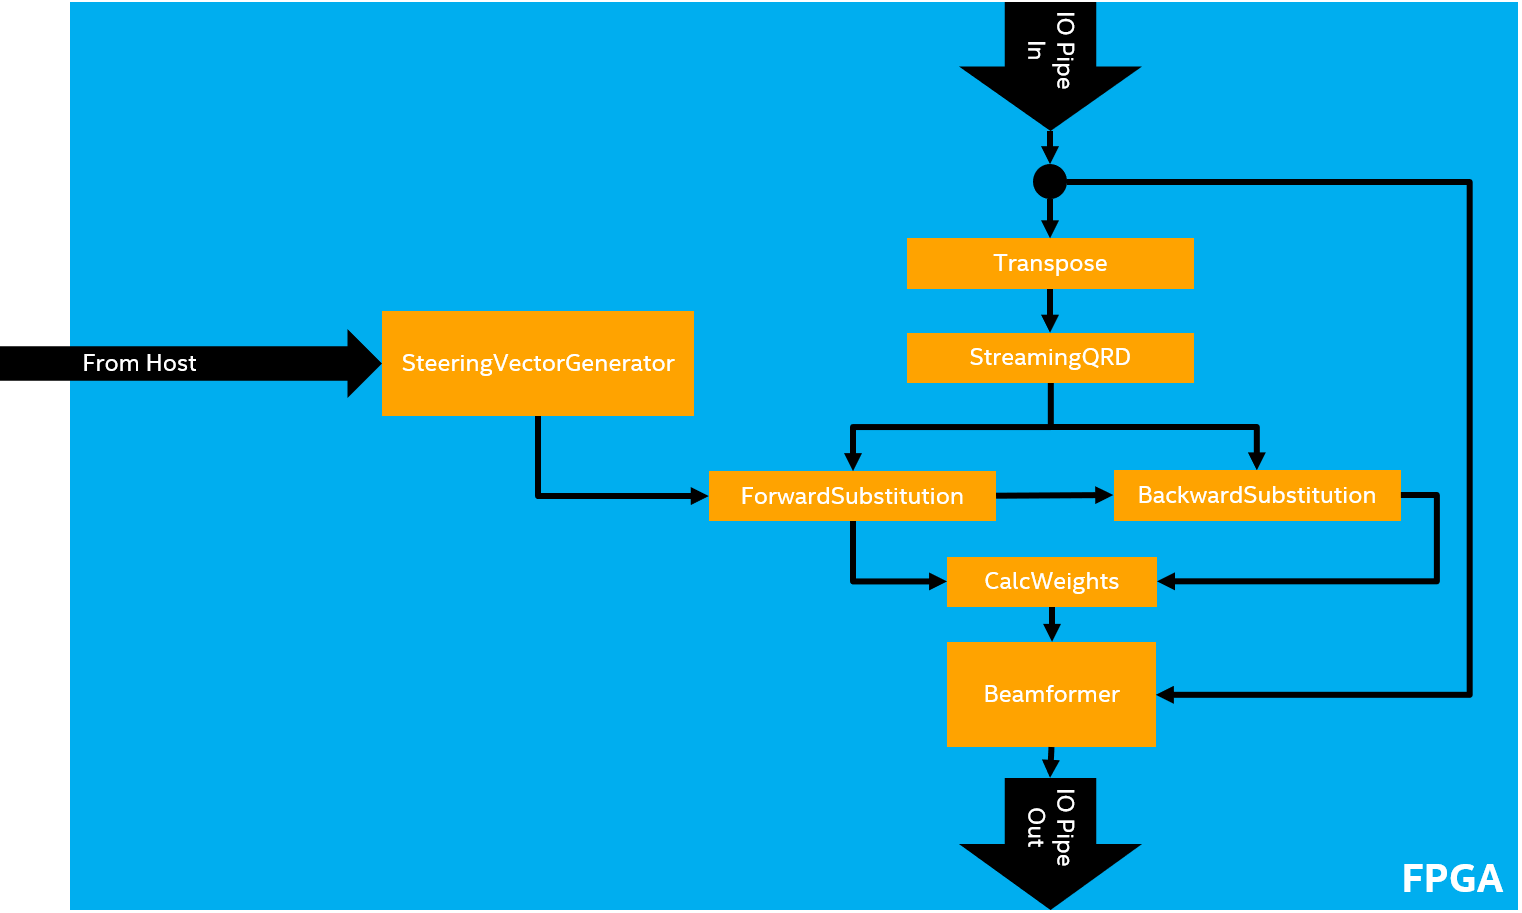 IO Pipe
In
Transpose
StreamingQRD
From Host
SteeringVectorGenerator
ForwardSubstitution
BackwardSubstitution
CalcWeights
Beamformer
IO Pipe
Out
FPGA